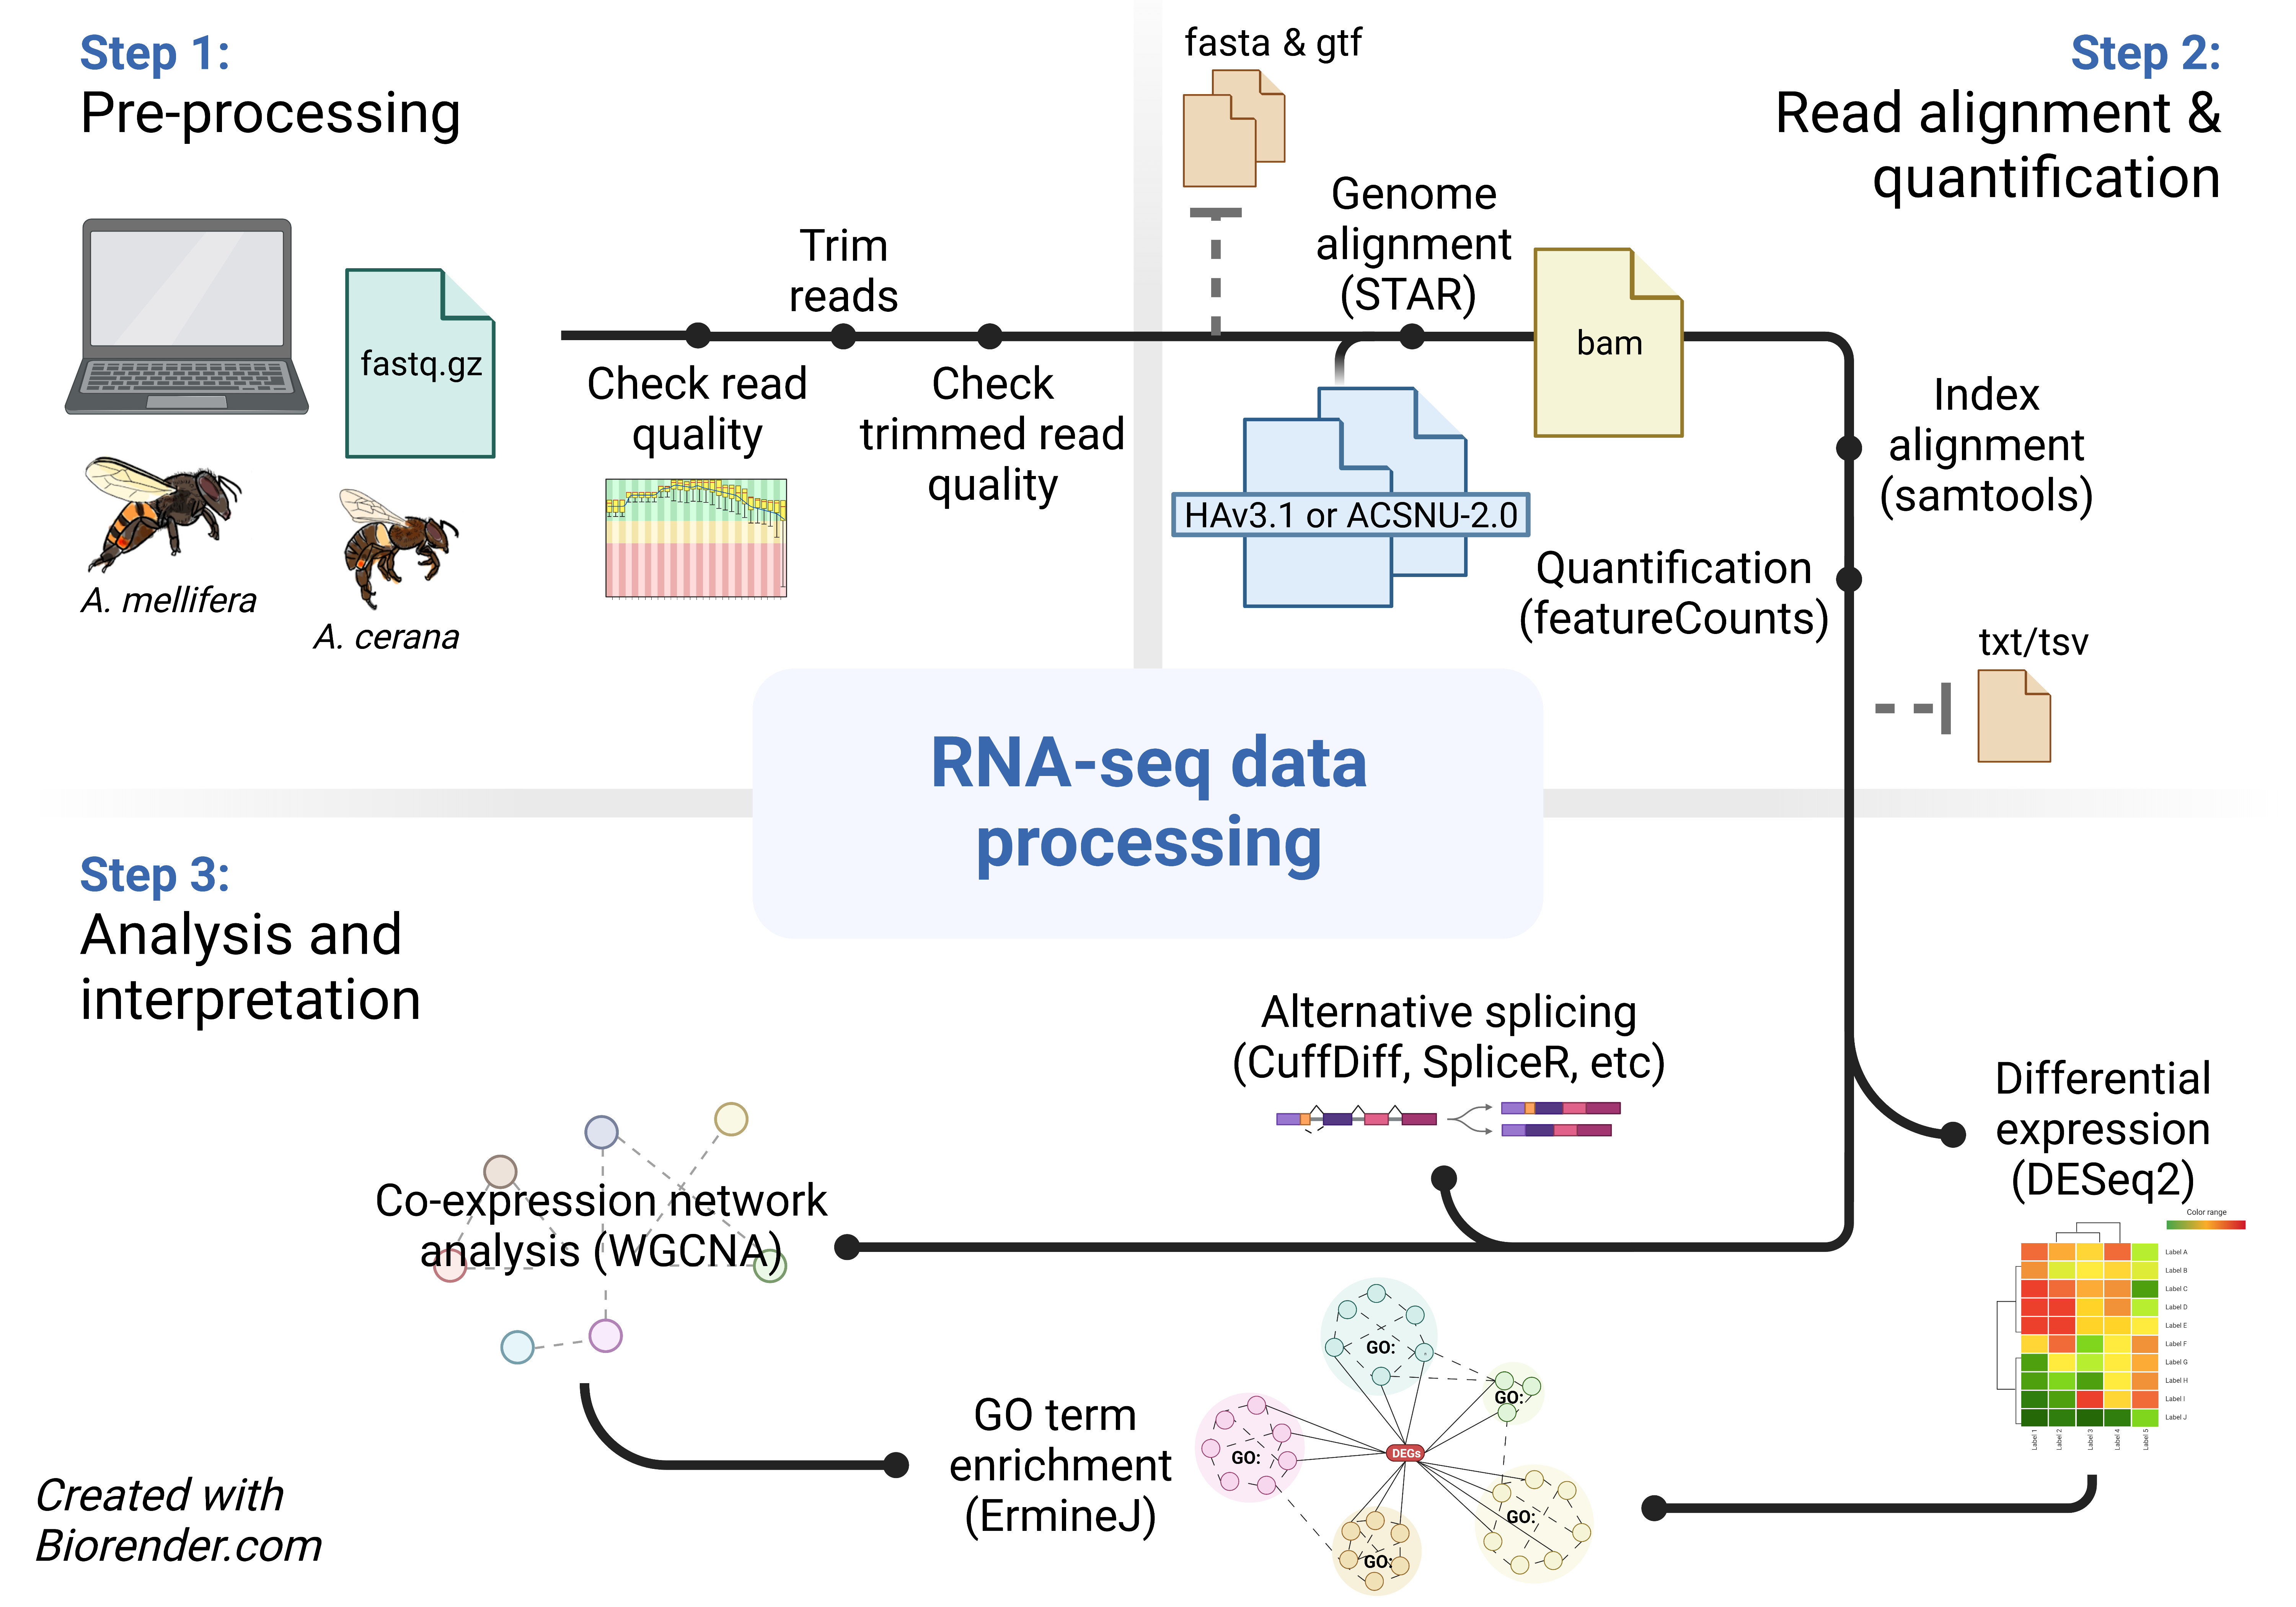 Step 1:
Pre-processing
fastq.gz
A. mellifera
A. cerana
Trim
reads
Check read
quality
Check
trimmed read
quality
fasta & gtf
Step 2:
Read alignment &
quantification
Genome
alignment
(STAR)
bam
HAv3.1 or ACSNU-2.0
Index
alignment
(samtools)
Quantification
(featureCounts)
txt/tsv
RNA-seq data
processing
Step 3:
Analysis and
interpretation
Alternative splicing
(CuffDiff, SpliceR, etc)
Differential
expression
(DESeq2)
Color range
Label A
Label B
Label C
Label D
Label E
Label F
Label G
Label H
Label I
Label J
Label 1
Label 2
Label 3
Label 4
Label 5
Co-expression network
analysis (WGCNA)
GO term
enrichment
(ErmineJ)
GO:
GO:
GO:
DEGs
GO:
GO:
Created with
Biorender.com